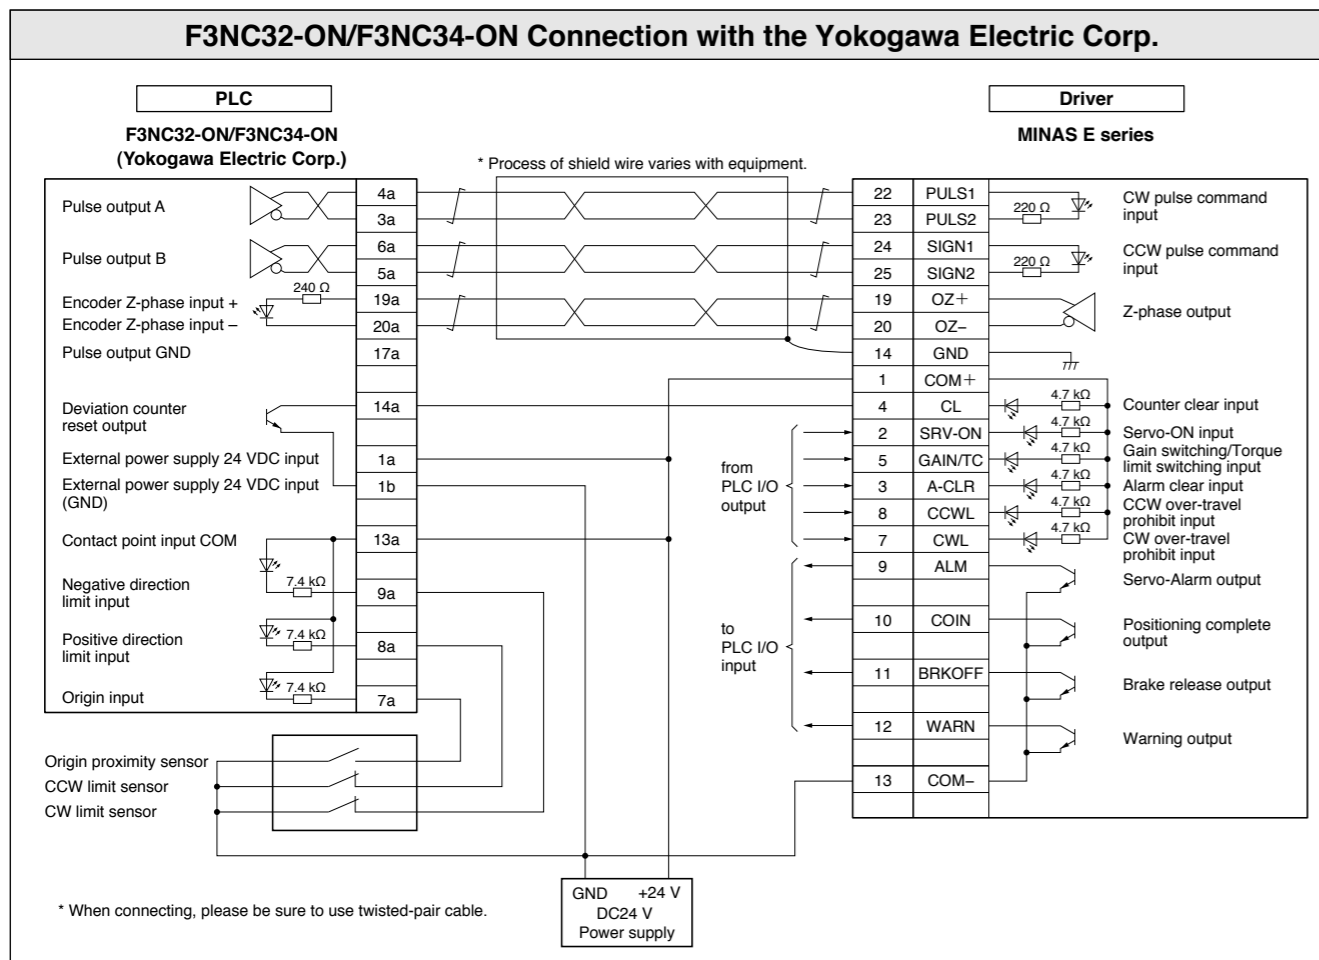 F3NC32-ON/F3NC34-ON Connection with the Yokogawa Electric Corp.
PLC
Driver
F3NC32-ON/F3NC34-ON
(Yokogawa Electric Corp.)
MINAS E series
* Process of shield wire varies with equipment.
Pulse output A
4a
3a
Pulse output B
6a
5a
240 Ω
Encoder Z-phase input +
19a
Encoder Z-phase input –
20a
Pulse output GND
17a
Deviation counter
reset output
14a
External power supply 24 VDC input
1a
External power supply 24 VDC input
(GND)
1b
Contact point input COM
13a
Negative direction
limit input
7.4 kΩ
9a
Positive direction
limit input
7.4 kΩ
8a
Origin input
7.4 kΩ
7a
Origin proximity sensor
CCW limit sensor
CW limit sensor
22 PULS1
23 PULS2
220 Ω
CW pulse command
input
24 SIGN1
25 SIGN2
220 Ω
CCW pulse command
input
19 OZ+
20 OZ–
Z-phase output
14 GND
1 COM+
4 CL
4.7 kΩ
Counter clear input
2 SRV-ON
4.7 kΩ
Servo-ON input
5 GAIN/TC
4.7 kΩ
Gain switching/Torque
limit switching input
3 A-CLR
4.7 kΩ
Alarm clear input
8 CCWL
4.7 kΩ
CCW over-travel
prohibit input
7 CWL
4.7 kΩ
CW over-travel
prohibit input
from
PLC I/O
output
9 ALM
Servo-Alarm output
10 COIN
Positioning complete
output
11 BRKOFF
Brake release output
12 WARN
Warning output
13 COM–
to
PLC I/O
input
GND +24 V
DC24 V
Power supply
* When connecting, please be sure to use twisted-pair cable.